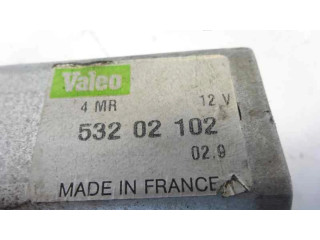 Valeo
4 MR 12 V
532 02 102
02.9
MADE IN FRANCE